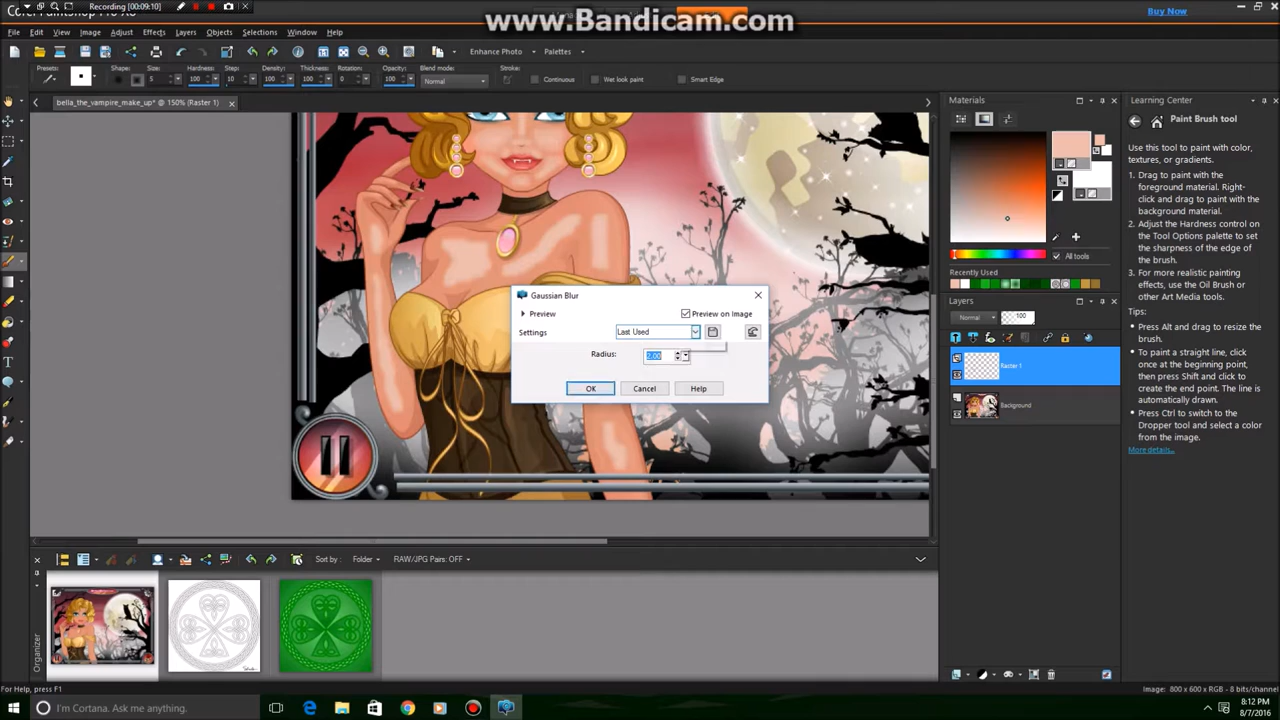 Recording [00:09:10]
www.Bandicam.com
Buy Now
File Edit View Image Adjust Effects Layers Objects Selections Window Help
Enhance Photo Palettes
Presets: Shape: Size: Hardness: Step: Density: Thickness: Rotation: Opacity: Blend mode: Stroke:
5 100 10 100 100 0 100 Normal Continuous Wet look paint Smart Edge
bella_the_vampire_make_up* @ 150% (Raster 1)
Materials
All tools
Recently Used
Layers
Normal 100
Raster 1
Background
Learning Center
Paint Brush tool
Use this tool to paint with color,
textures, or gradients.
1. Drag to paint with the
foreground material. Right-
click and drag to paint with the
background material.
2. Adjust the Hardness control on
the Tool Options palette to set
the sharpness of the edge of
the brush.
3. For more realistic painting
effects, use the Oil Brush or
other Art Media tools.
Tips:
Press Alt and drag to resize the
brush.
To paint a straight line, click
once at the beginning point,
then press Shift and click to
create the end point. The line is
automatically drawn.
Press Ctrl to switch to the
Dropper tool and select a color
from the image.
More details...
Gaussian Blur
Preview Preview on Image
Settings Last Used
Radius: 2.00
OK Cancel Help
Organizer
Sort by: Folder RAW/JPG Pairs: OFF
For Help, press F1
Image: 800 x 600 x RGB - 8 bits/channel
I'm Cortana. Ask me anything.
8:12 PM
8/7/2016